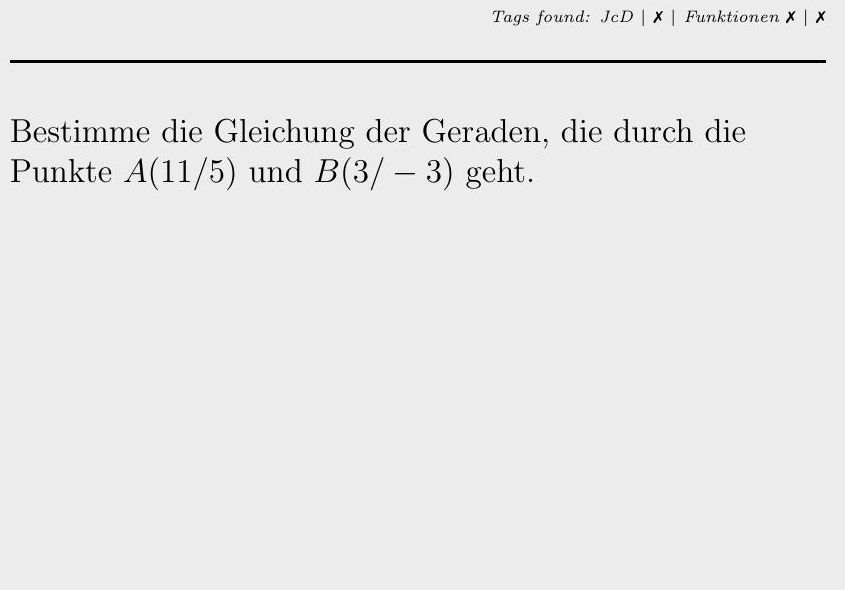 Tags found: JcD | ✗ | Funktionen ✗ | ✗
Bestimme die Gleichung der Geraden, die durch die
Punkte A(11/5) und B(3/ − 3) geht.